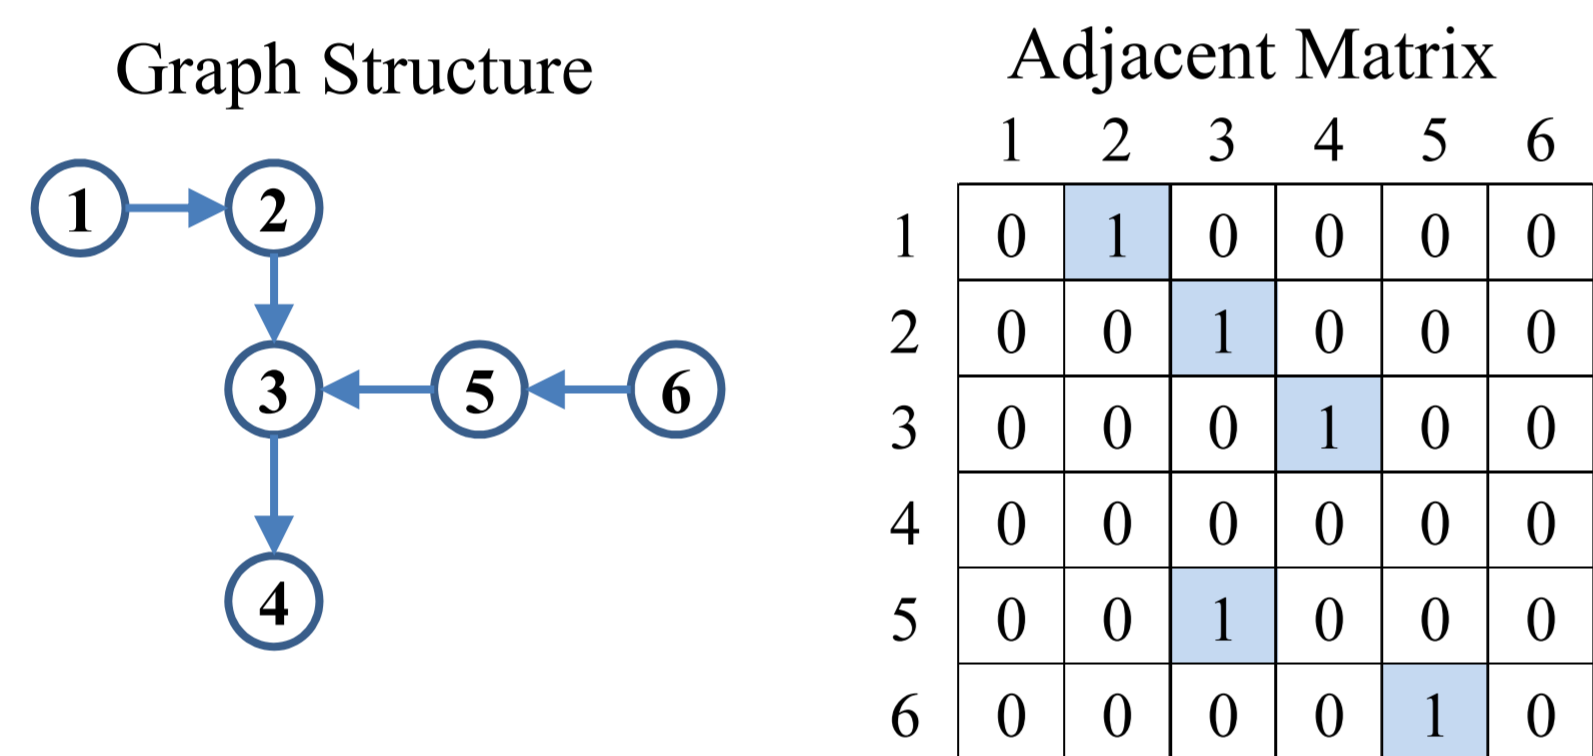 Graph Structure
1 2
3 5 6
4
Adjacent Matrix
1 2 3 4 5 6
1 0 1 0 0 0 0
2 0 0 1 0 0 0
3 0 0 0 1 0 0
4 0 0 0 0 0 0
5 0 0 1 0 0 0
6 0 0 0 0 1 0